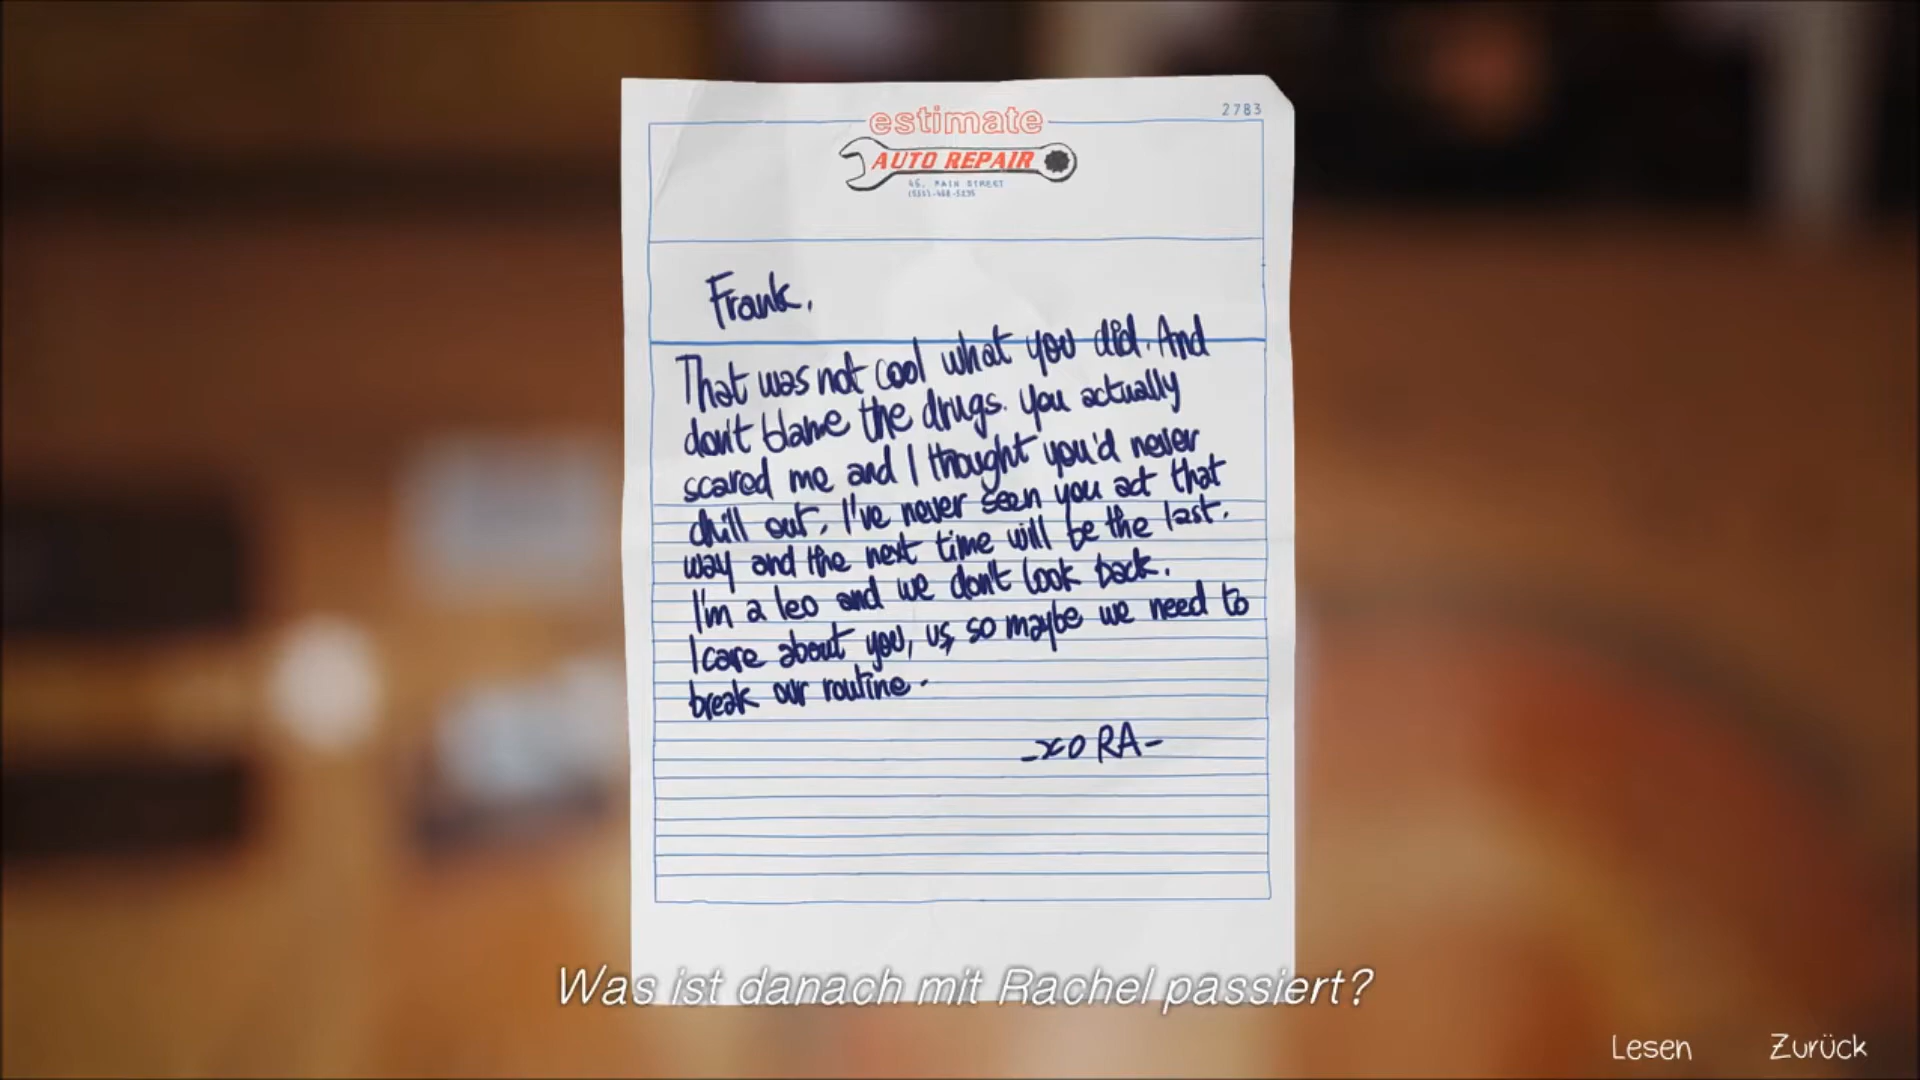 2783
estimate
AUTO REPAIR
46, MAIN STREET
Frank,
That was not cool what you did. And
don't blame the drugs. You actually
scared me and I thought you'd never
chill out. I've never seen you act that
way and the next time will be the last.
I'm a leo and we don't look back.
I care about you, us, so maybe we need to
break our routine.
-xo RA-
Was ist danach mit Rachel passiert?
Lesen Zurück